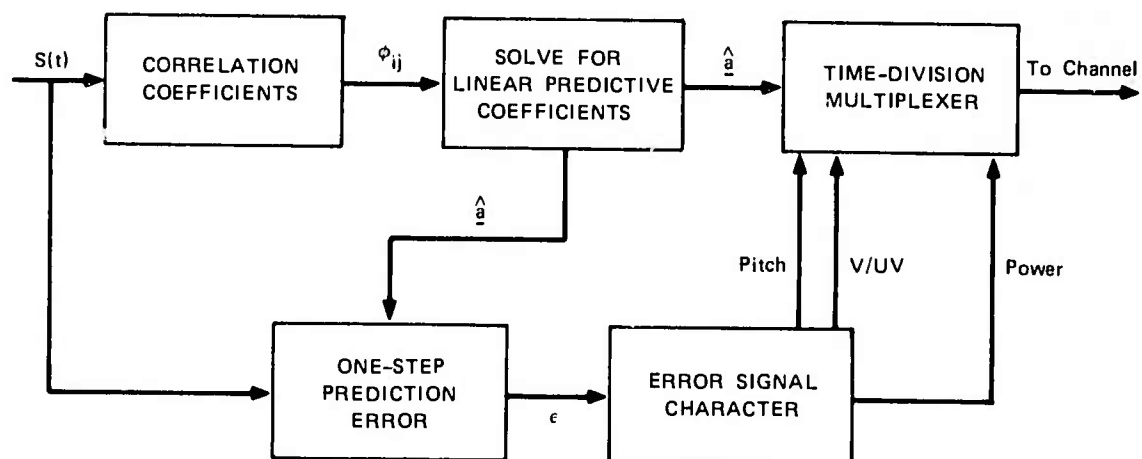 S(t)
CORRELATION
COEFFICIENTS
ϕij
SOLVE FOR
LINEAR PREDICTIVE
COEFFICIENTS
â
TIME-DIVISION
MULTIPLEXER
To Channel
â
Pitch
V/UV
Power
ONE-STEP
PREDICTION
ERROR
ϵ
ERROR SIGNAL
CHARACTER